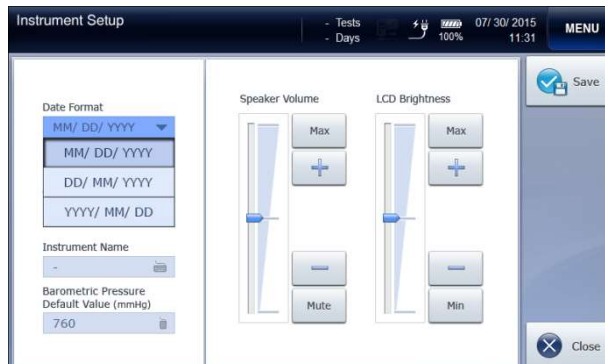 Instrument Setup
- Tests
- Days
100%
07/ 30/ 2015
11:31
MENU
Date Format
MM/ DD/ YYYY
MM/ DD/ YYYY
DD/ MM/ YYYY
YYYY/ MM/ DD
Instrument Name
-
Barometric Pressure
Default Value (mmHg)
760
Speaker Volume
Max
Mute
LCD Brightness
Max
Min
Save
Close